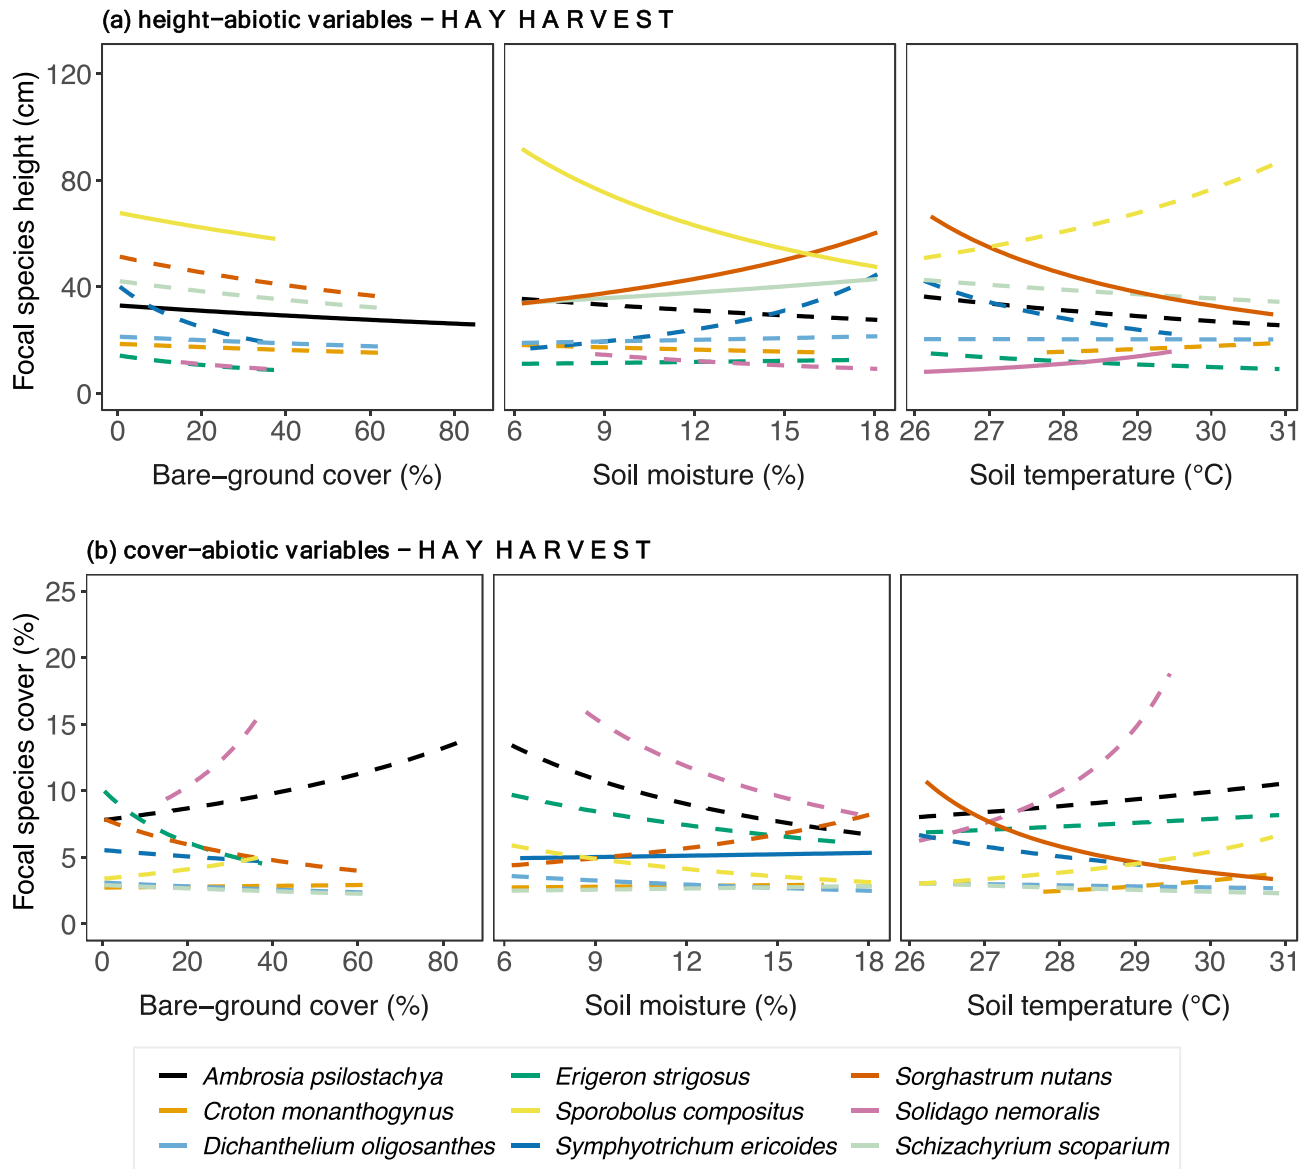 (a) height−abiotic variables − H A Y H A R V E S T
Focal species height (cm)
120
80
40
0
0 20 40 60 80
6 9 12 15 18
26 27 28 29 30 31
Bare−ground cover (%)
Soil moisture (%)
Soil temperature (°C)
(b) cover−abiotic variables − H A Y H A R V E S T
Focal species cover (%)
25
20
15
10
5
0
0 20 40 60 80
6 9 12 15 18
26 27 28 29 30 31
Bare−ground cover (%)
Soil moisture (%)
Soil temperature (°C)
Ambrosia psilostachya
Erigeron strigosus
Sorghastrum nutans
Croton monanthogynus
Sporobolus compositus
Solidago nemoralis
Dichanthelium oligosanthes
Symphyotrichum ericoides
Schizachyrium scoparium